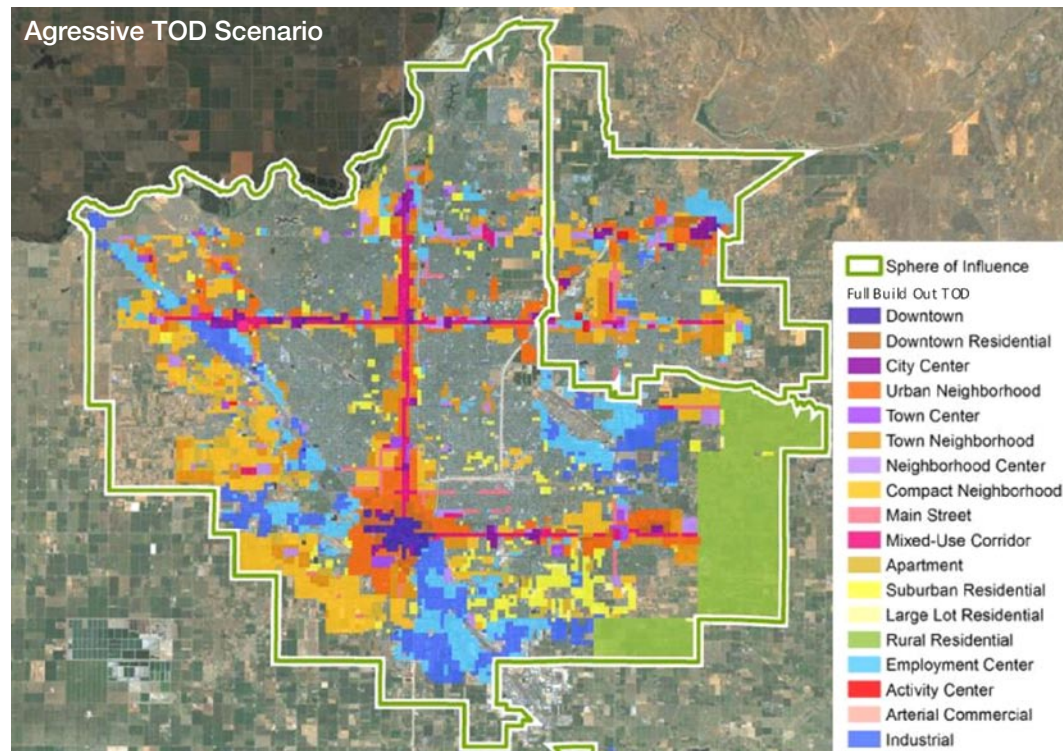 Agressive TOD Scenario
Sphere of Influence
Full Build Out TOD
Downtown
Downtown Residential
City Center
Urban Neighborhood
Town Center
Town Neighborhood
Neighborhood Center
Compact Neighborhood
Main Street
Mixed-Use Corridor
Apartment
Suburban Residential
Large Lot Residential
Rural Residential
Employment Center
Activity Center
Arterial Commercial
Industrial